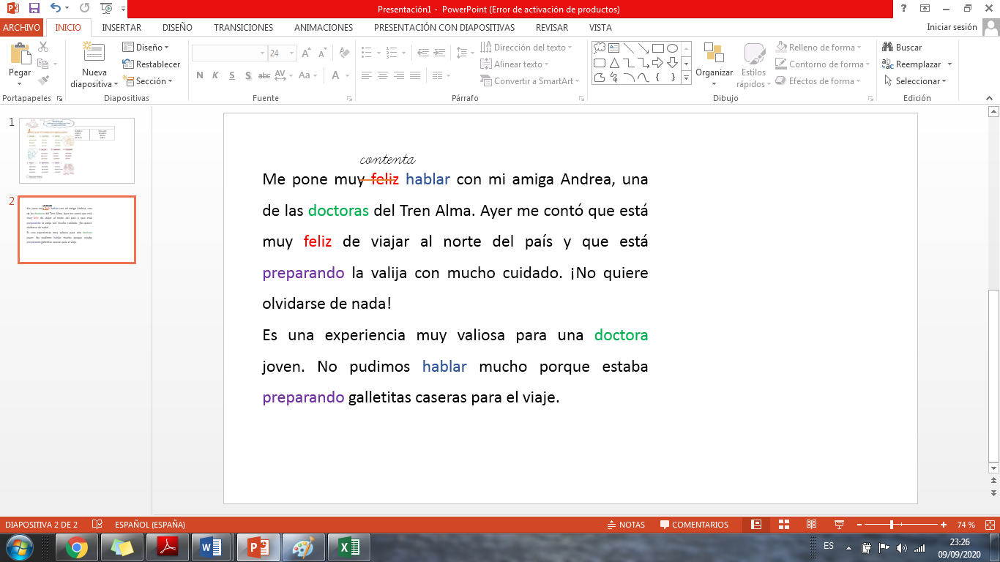 Presentación1 - PowerPoint (Error de activación de productos)
ARCHIVO INICIO INSERTAR DISEÑO TRANSICIONES ANIMACIONES PRESENTACIÓN CON DIAPOSITIVAS REVISAR VISTA Iniciar sesión
Pegar
Portapapeles
Nueva diapositiva
Diseño
Restablecer
Sección
Diapositivas
24
N K S S abc AV Aa A
Fuente
Dirección del texto
Alinear texto
Convertir a SmartArt
Párrafo
Organizar
Estilos rápidos
Relleno de forma
Contorno de forma
Efectos de forma
Dibujo
Buscar
Reemplazar
Seleccionar
Edición
1
2
contenta
Me pone muy feliz hablar con mi amiga Andrea, una
de las doctoras del Tren Alma. Ayer me contó que está
muy feliz de viajar al norte del país y que está
preparando la valija con mucho cuidado. ¡No quiere
olvidarse de nada!
Es una experiencia muy valiosa para una doctora
joven. No pudimos hablar mucho porque estaba
preparando galletitas caseras para el viaje.
DIAPOSITIVA 2 DE 2 ESPAÑOL (ESPAÑA) NOTAS COMENTARIOS 74 %
ES 23:26
09/09/2020